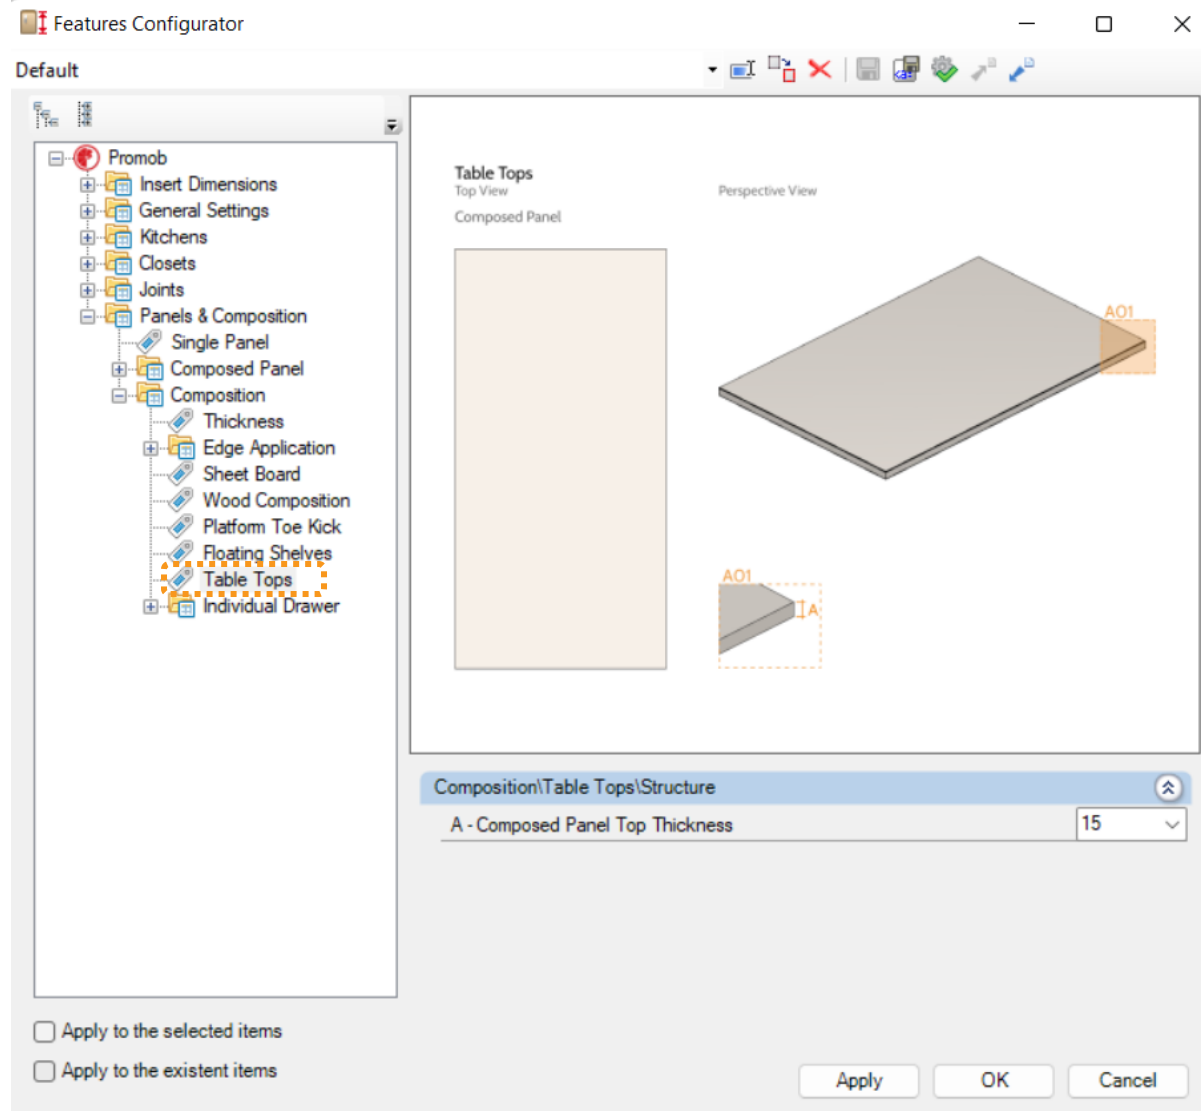 Features Configurator
Default
Promob
Insert Dimensions
General Settings
Kitchens
Closets
Joints
Panels & Composition
Single Panel
Composed Panel
Composition
Thickness
Edge Application
Sheet Board
Wood Composition
Platform Toe Kick
Floating Shelves
Table Tops
Individual Drawer
Table Tops
Top View
Perspective View
Composed Panel
AO1
AO1
A
Composition\Table Tops\Structure
A - Composed Panel Top Thickness
15
Apply to the selected items
Apply to the existent items
Apply
OK
Cancel